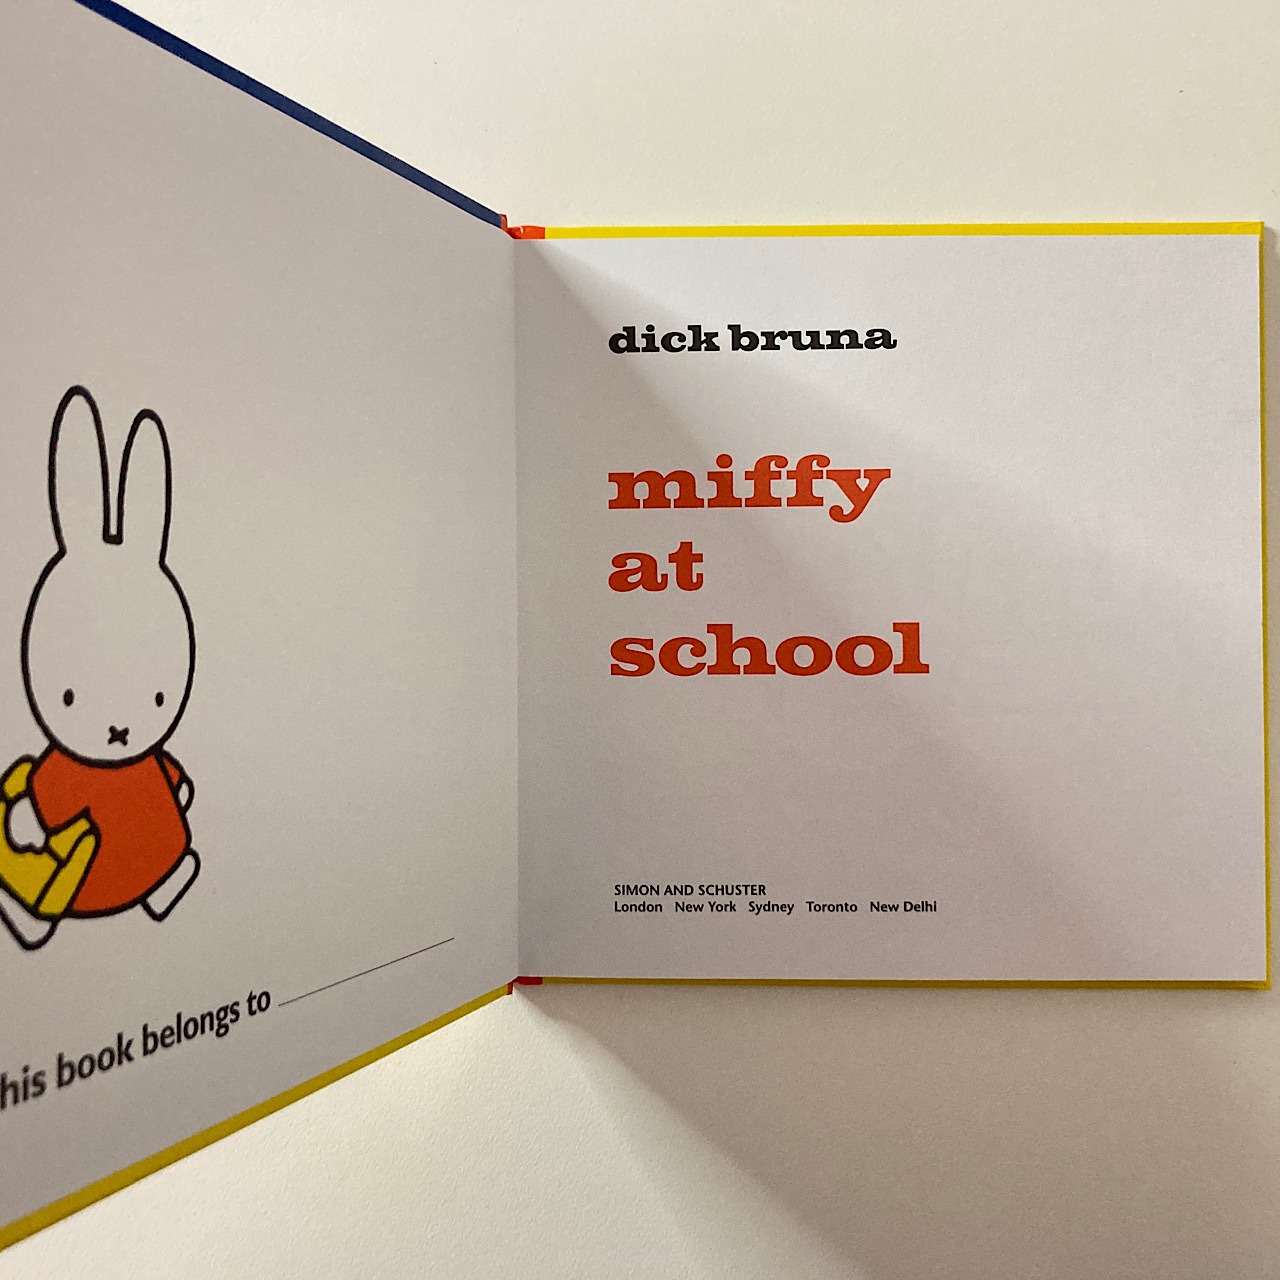 his book belongs to
dick bruna
miffy
at
school
SIMON AND SCHUSTER
London New York Sydney Toronto New Delhi